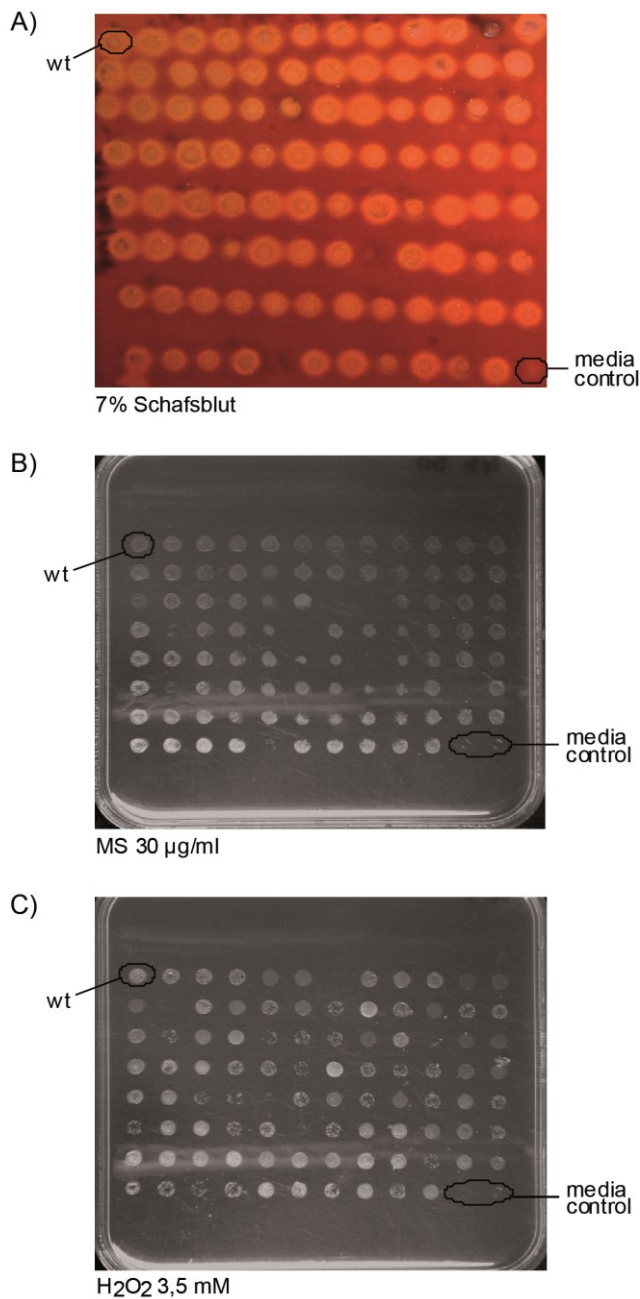 A)
wt
media
control
7% Schafsblut
B)
wt
media
control
MS 30 µg/ml
C)
wt
media
control
H2O2 3,5 mM